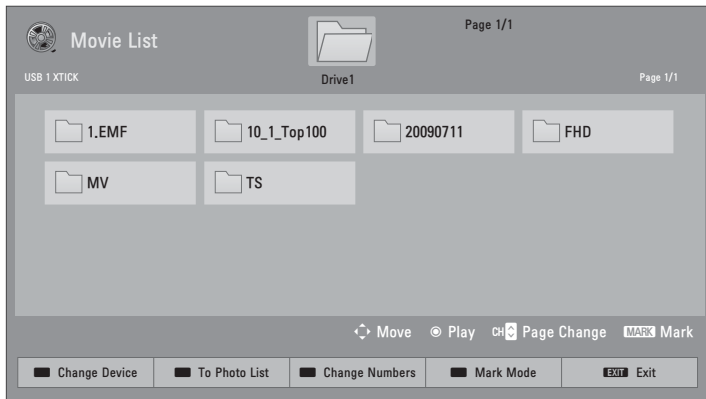 Movie List
Page 1/1
USB 1 XTICK
Drive1
Page 1/1
1.EMF
10_1_Top100
20090711
FHD
MV
TS
Move
Play
CH Page Change
MARK Mark
Change Device
To Photo List
Change Numbers
Mark Mode
EXIT Exit